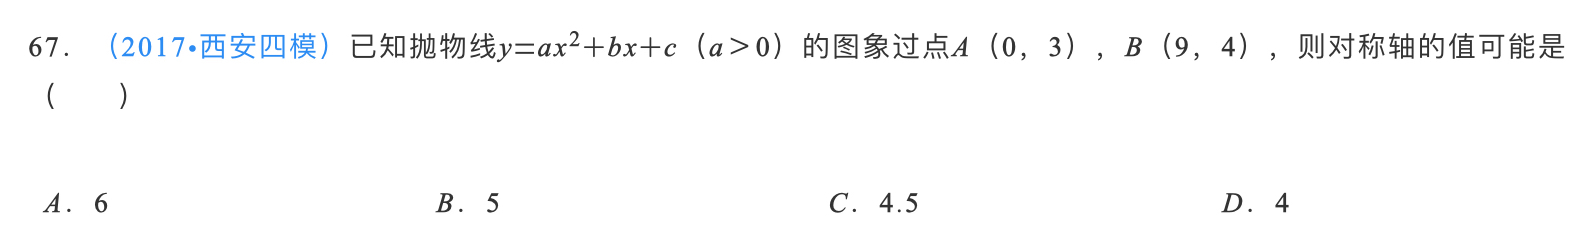 67. （2017•西安四模）已知抛物线y=ax²+bx+c（a＞0）的图象过点A（0，3），B（9，4），则对称轴的值可能是
（　　）
A．6　　B．5　　C．4.5　　D．4